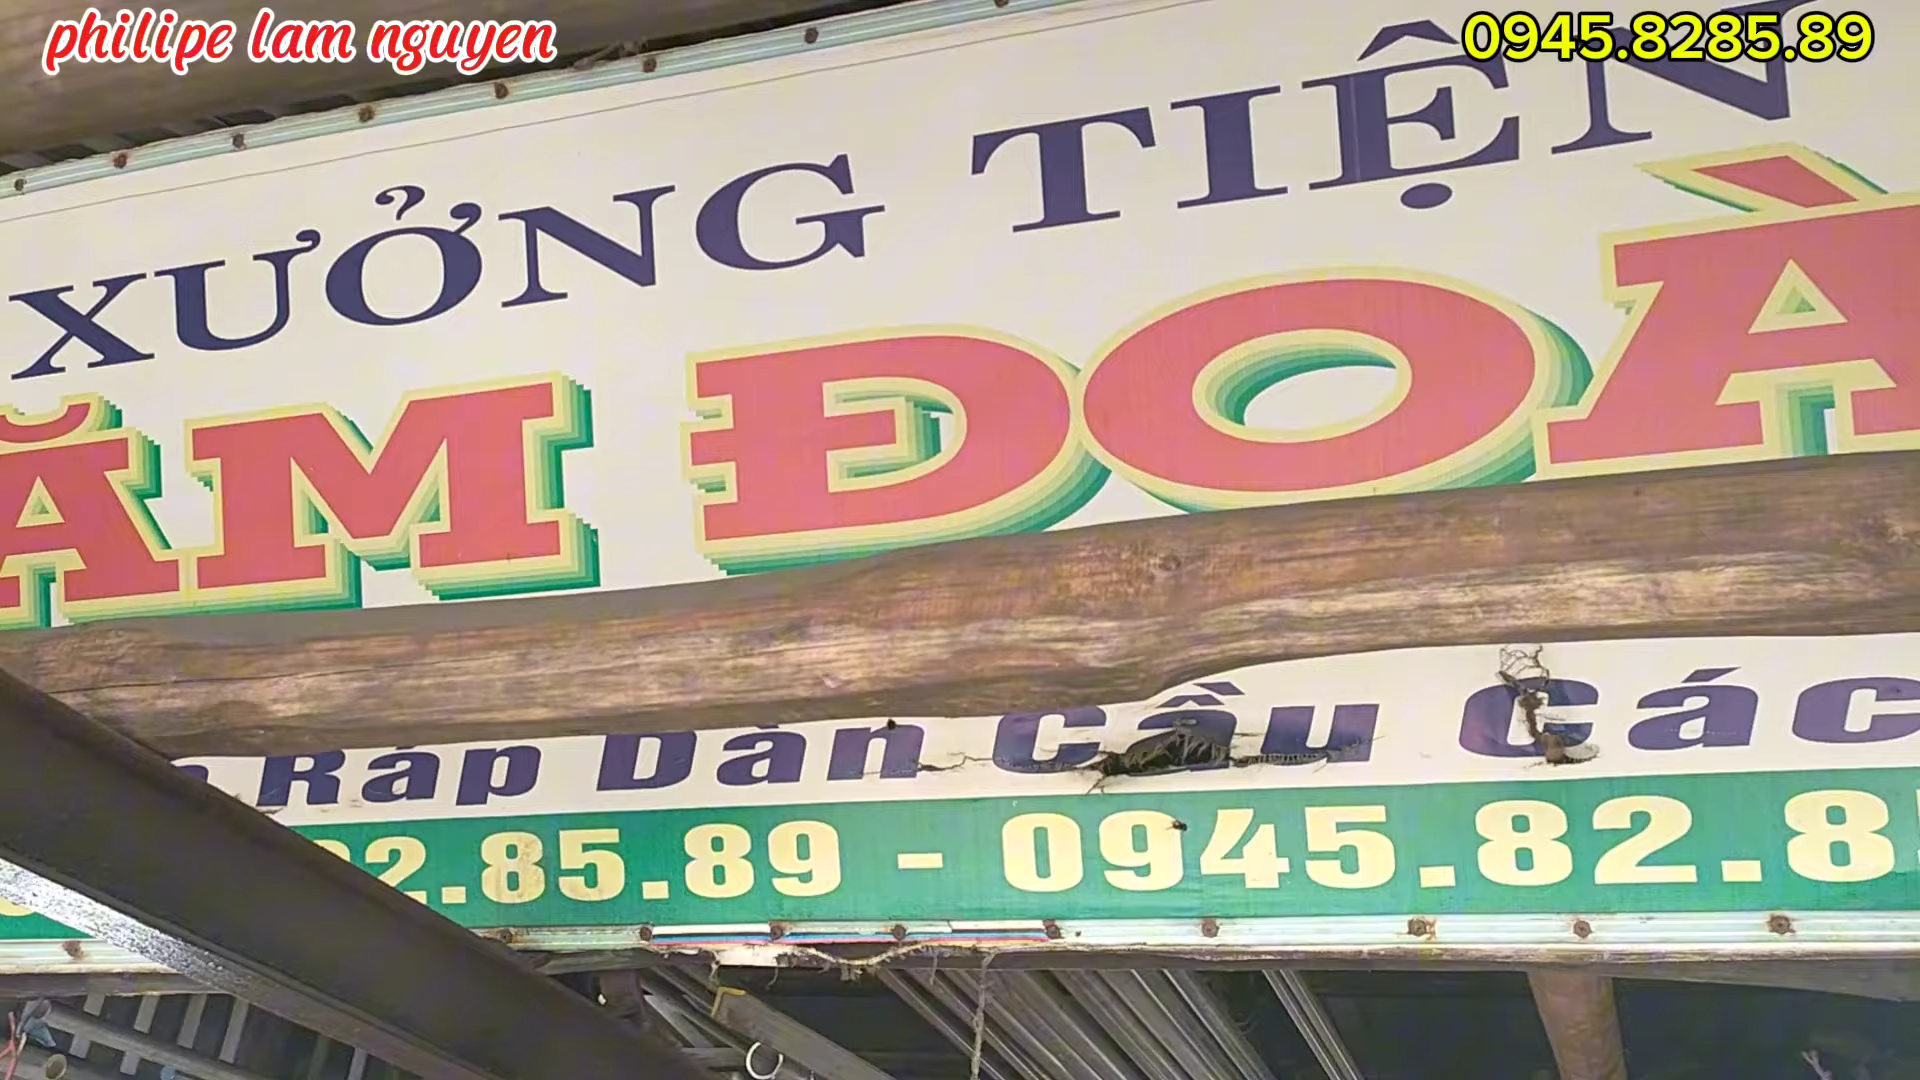 philipe lam nguyen
0945.8285.89
XƯỞNG TIỆN
ĂM ĐOÀ
Ráp Dàn Cầu Các
82.85.89 - 0945.82.8